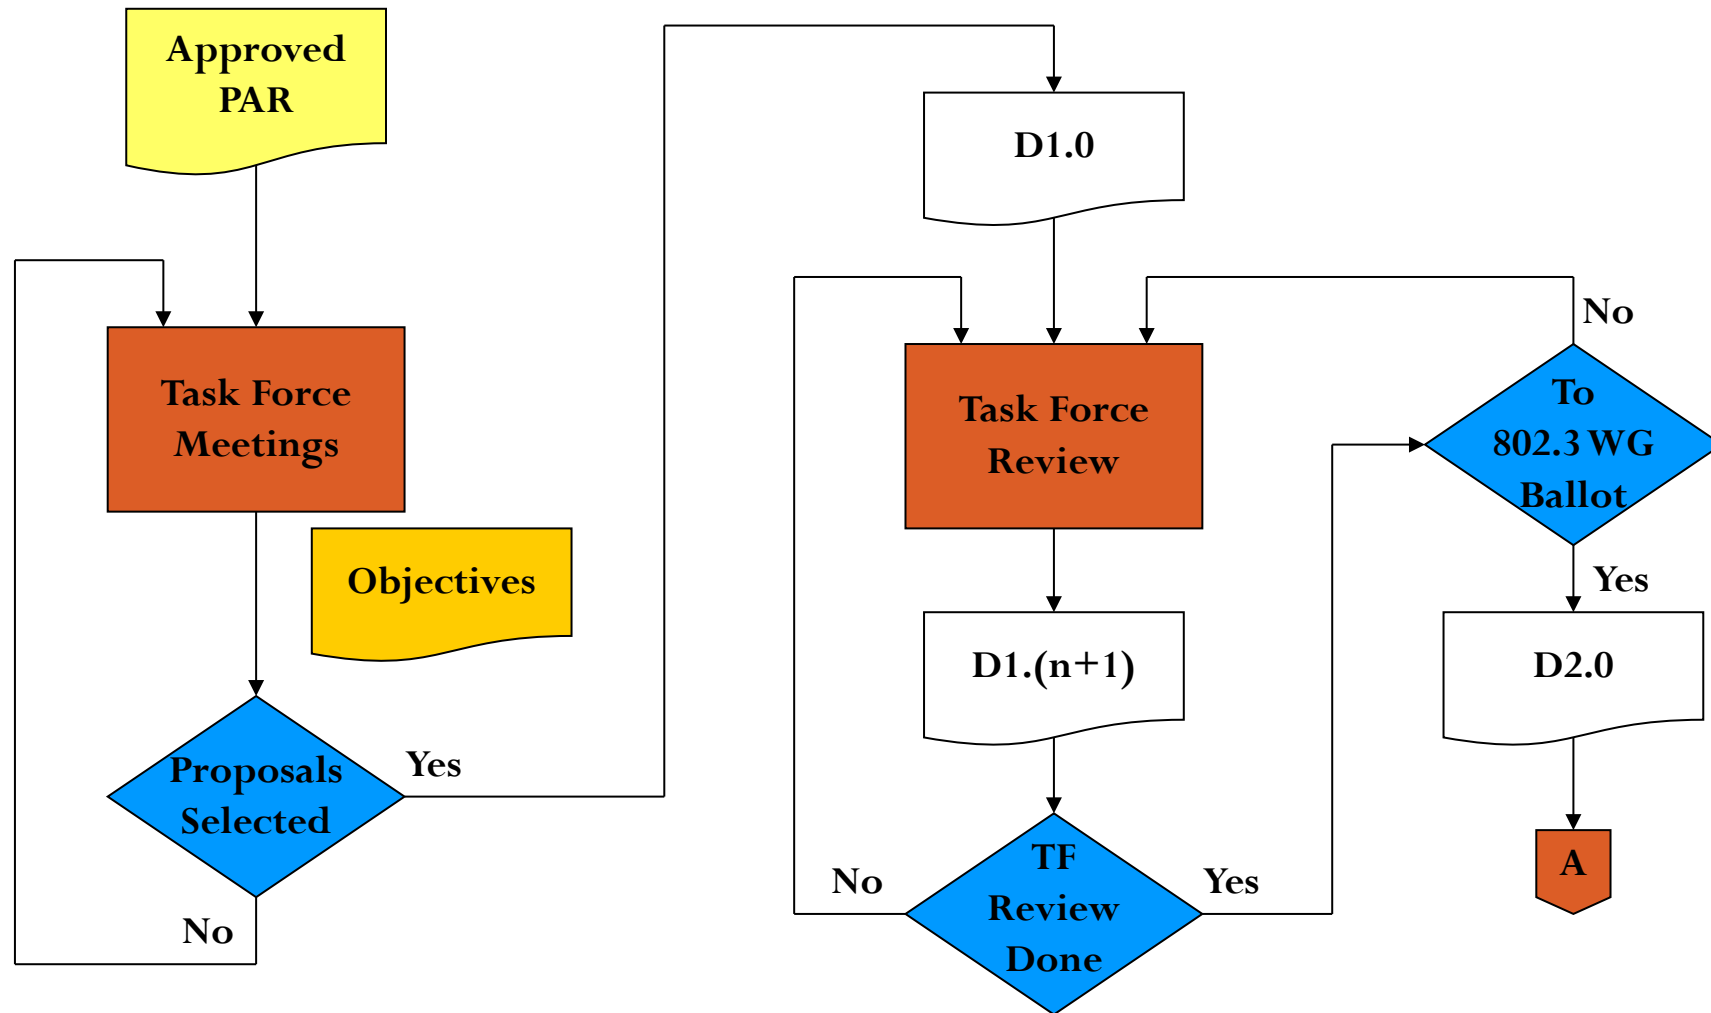 Approved
PAR
Task Force
Meetings
Objectives
Proposals
Selected
Yes
No
D1.0
Task Force
Review
D1.(n+1)
TF
Review
Done
No
Yes
To
802.3 WG
Ballot
No
Yes
D2.0
A